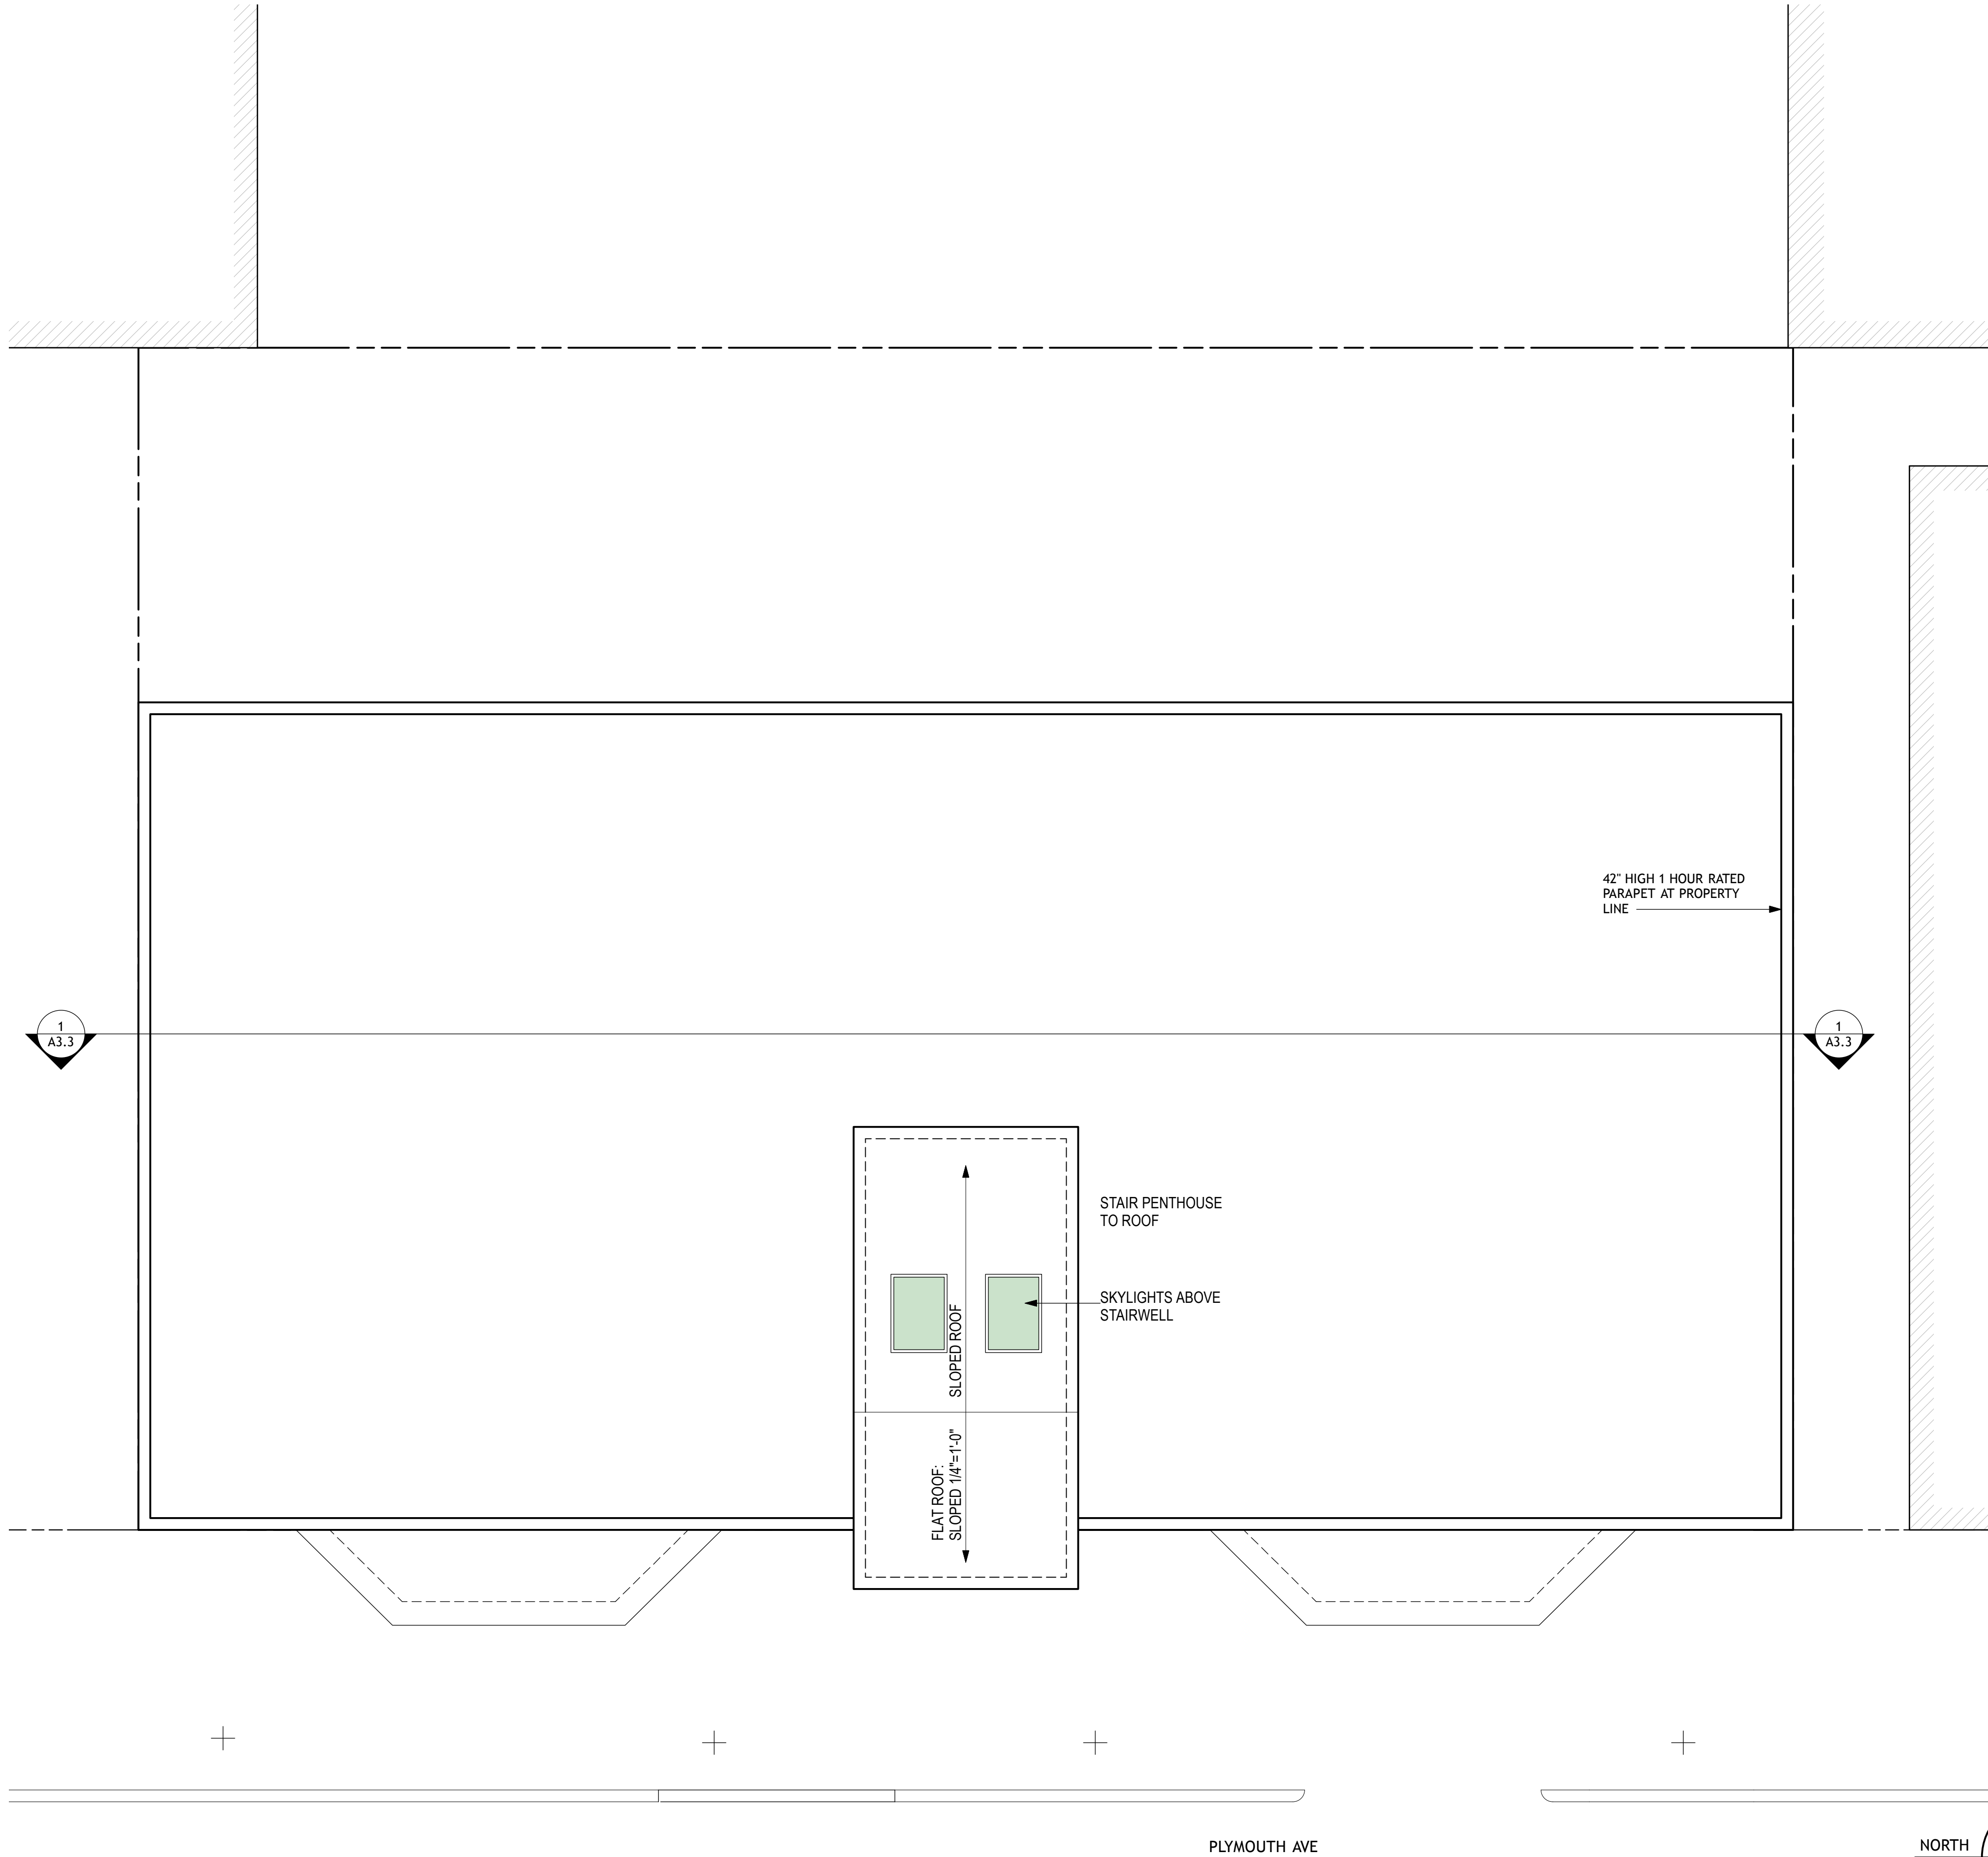 42" HIGH 1 HOUR RATED
PARAPET AT PROPERTY
LINE
1
A3.3
1
A3.3
STAIR PENTHOUSE
TO ROOF
SKYLIGHTS ABOVE
STAIRWELL
SLOPED ROOF
FLAT ROOF:
SLOPED 1/4"=1'-0"
PLYMOUTH AVE
NORTH